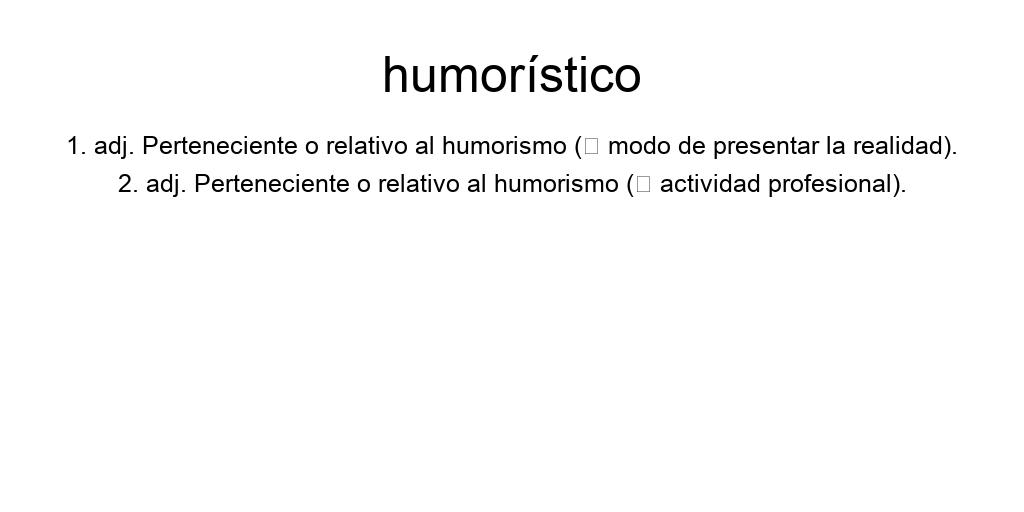 humorístico
1. adj. Perteneciente o relativo al humorismo (□ modo de presentar la realidad).
2. adj. Perteneciente o relativo al humorismo (□ actividad profesional).